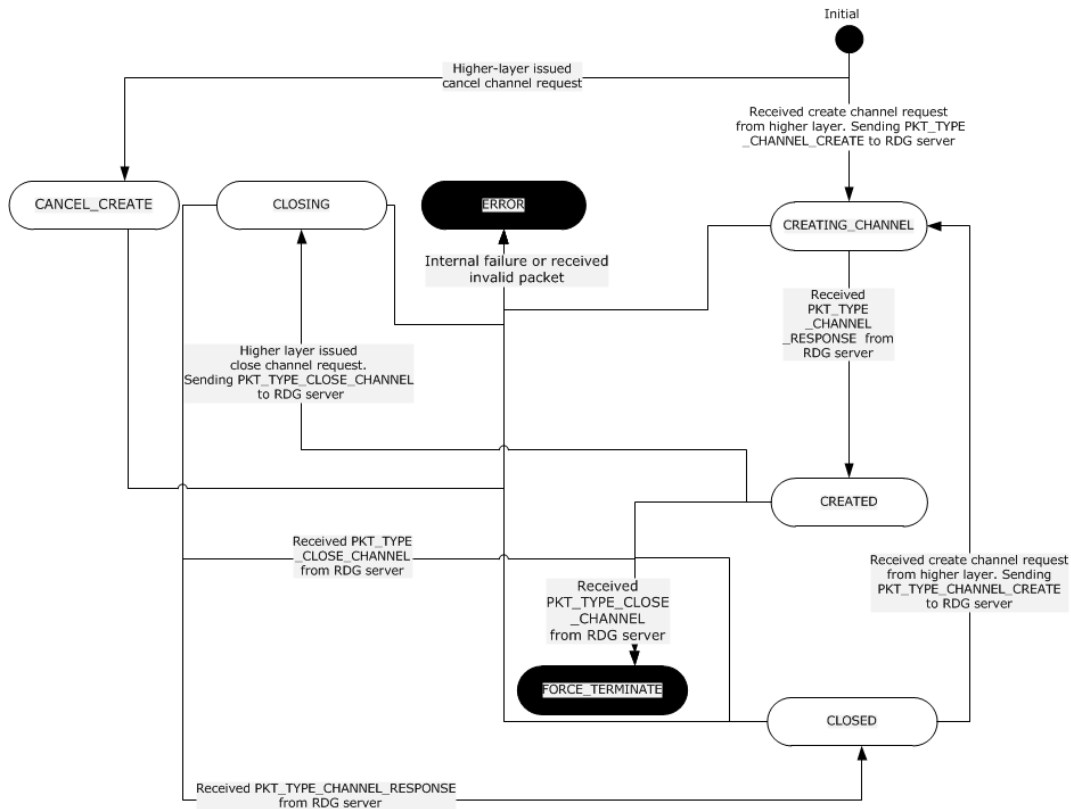 Initial
Higher-layer issued
cancel channel request
Received create channel request
from higher layer. Sending PKT_TYPE
_CHANNEL_CREATE to RDG server
CANCEL_CREATE
CLOSING
ERROR
CREATING_CHANNEL
Internal failure or received
invalid packet
Received
PKT_TYPE
_CHANNEL
_RESPONSE from
RDG server
Higher layer issued
close channel request.
Sending PKT_TYPE_CLOSE_CHANNEL
to RDG server
CREATED
Received PKT_TYPE
_CLOSE_CHANNEL
from RDG server
Received create channel request
from higher layer. Sending
PKT_TYPE_CHANNEL_CREATE
to RDG server
Received
PKT_TYPE_CLOSE
_CHANNEL
from RDG server
FORCE_TERMINATE
CLOSED
Received PKT_TYPE_CHANNEL_RESPONSE
from RDG server